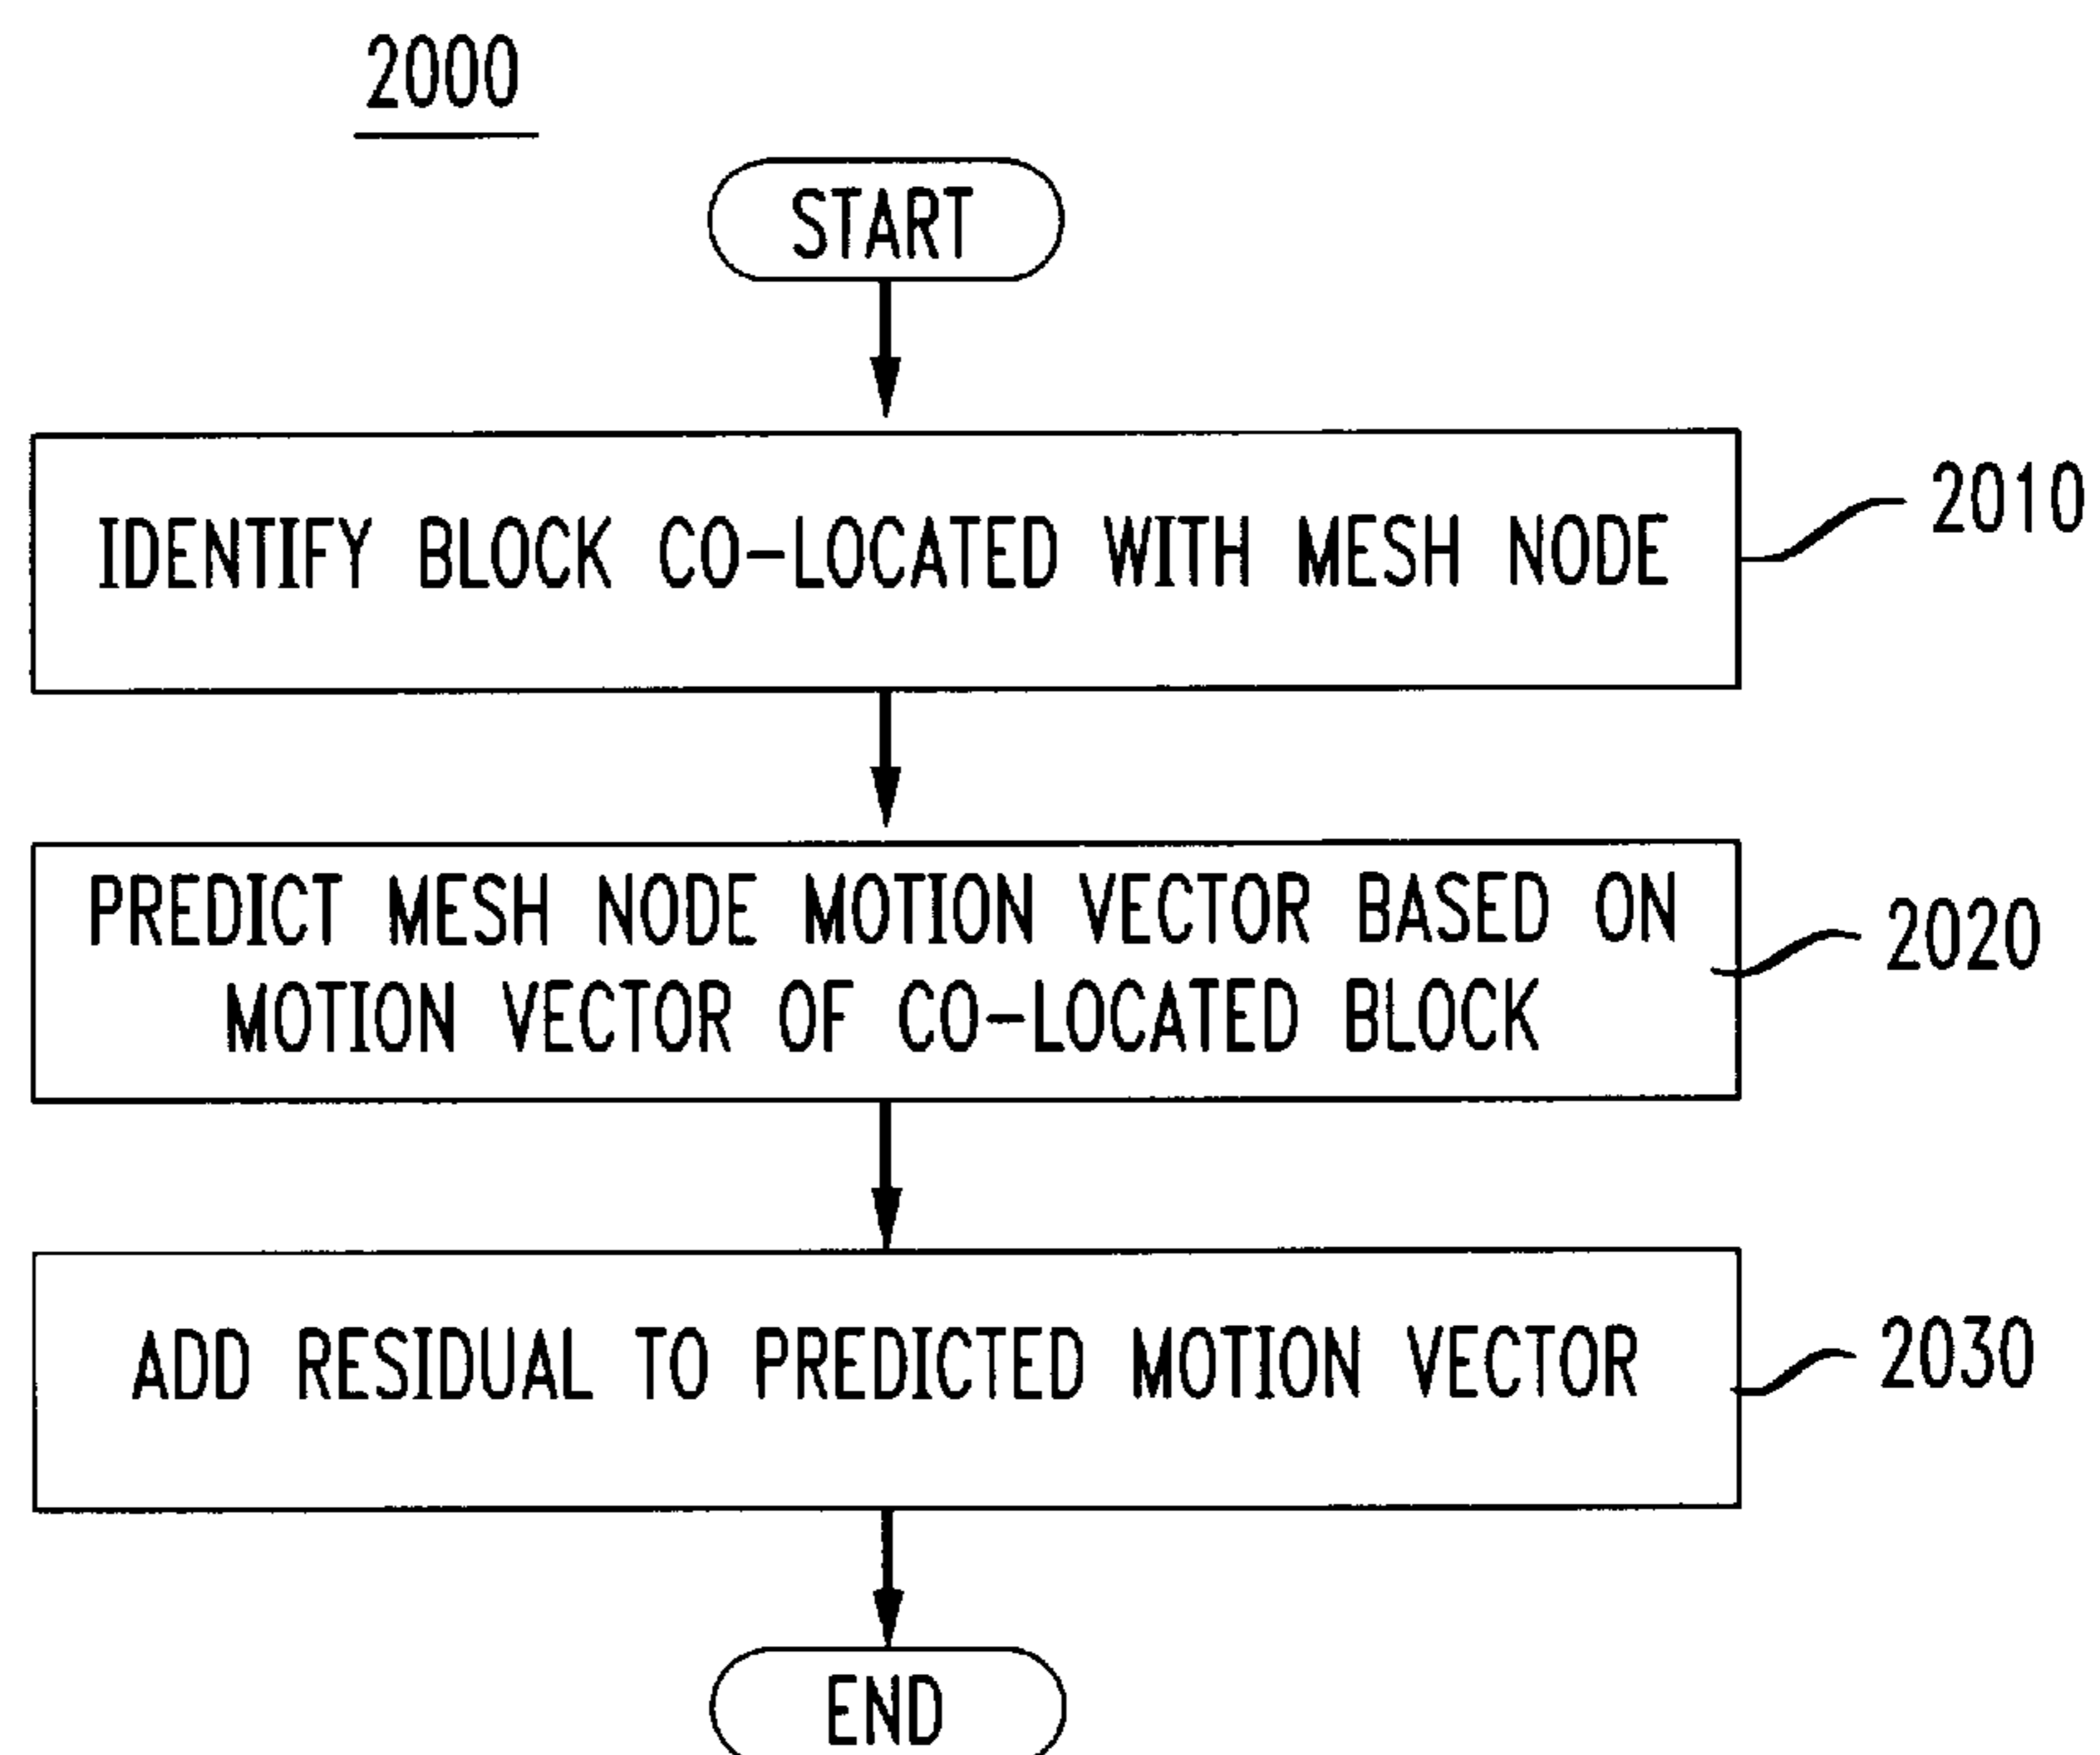 2000
START
IDENTIFY BLOCK CO-LOCATED WITH MESH NODE
2010
PREDICT MESH NODE MOTION VECTOR BASED ON
MOTION VECTOR OF CO-LOCATED BLOCK
2020
ADD RESIDUAL TO PREDICTED MOTION VECTOR
2030
END